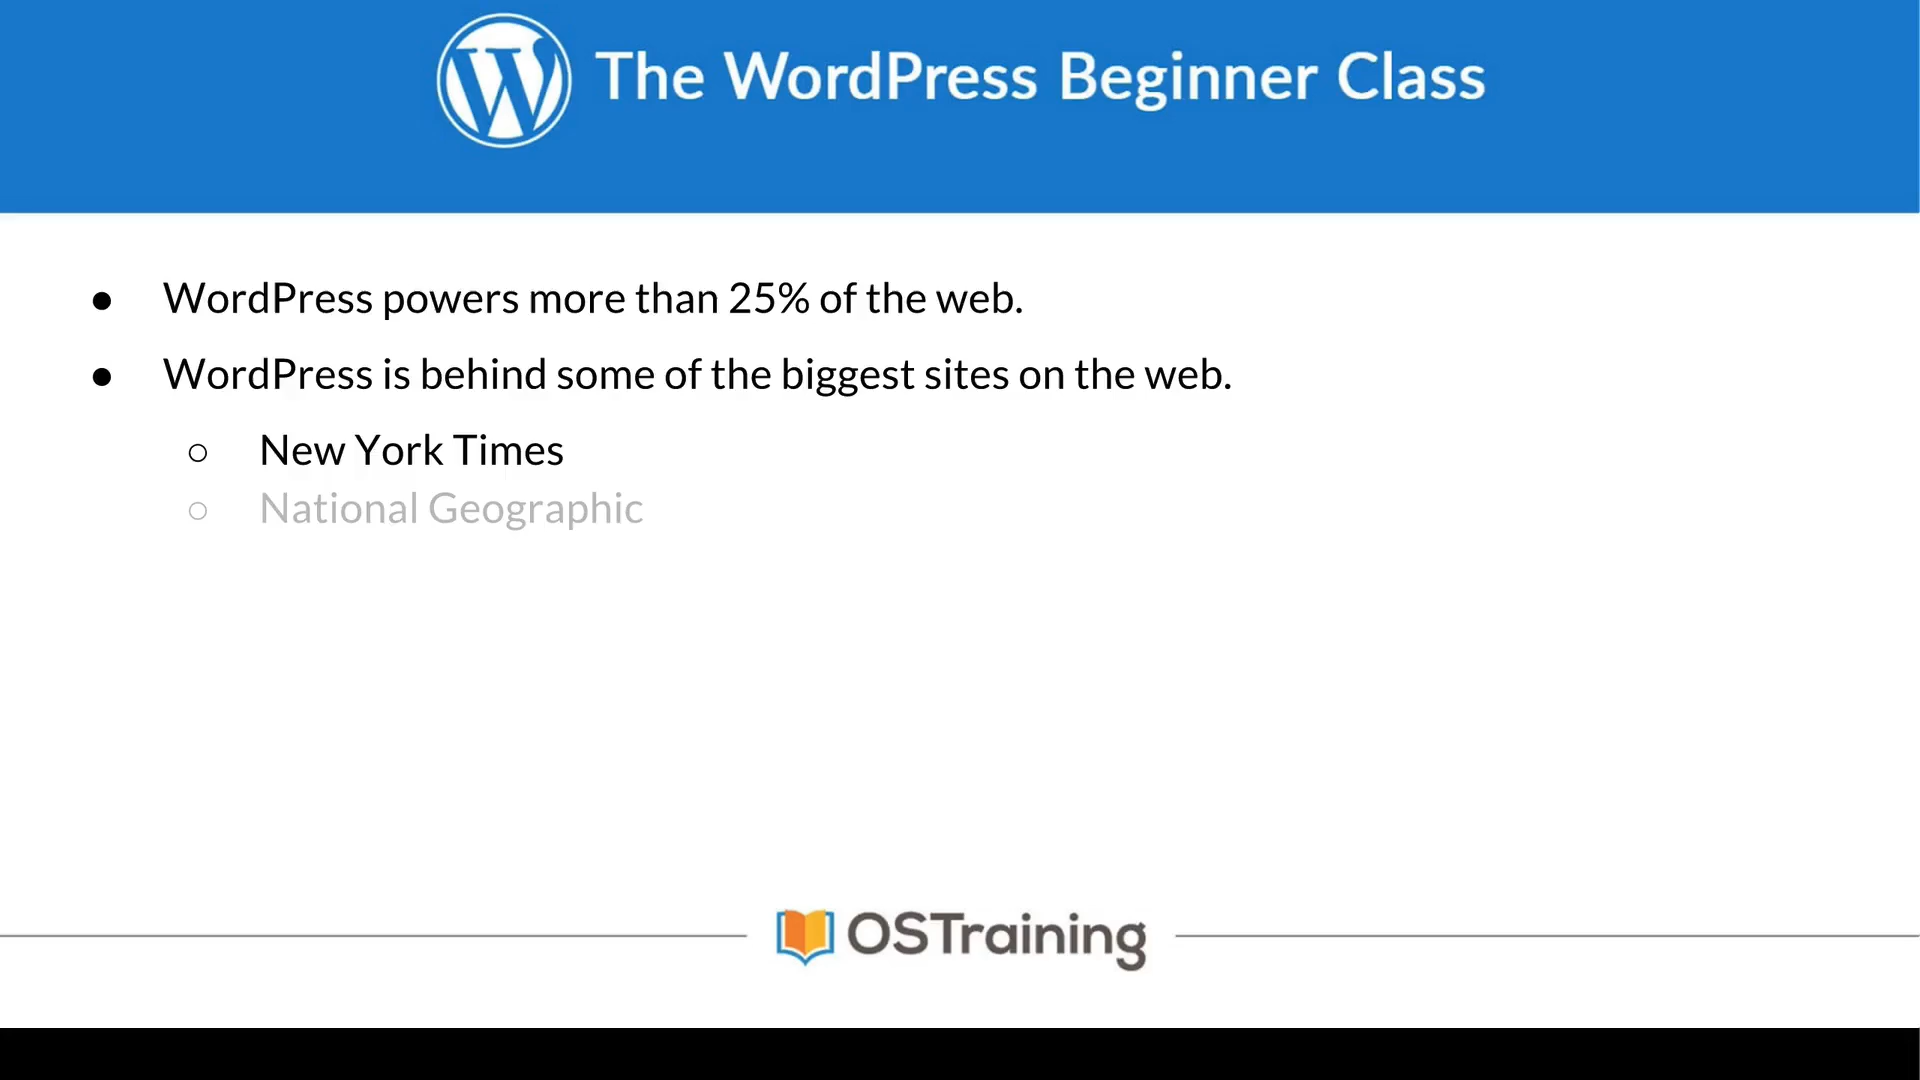 The WordPress Beginner Class
● WordPress powers more than 25% of the web.
● WordPress is behind some of the biggest sites on the web.
○ New York Times
○ National Geographic
OSTraining